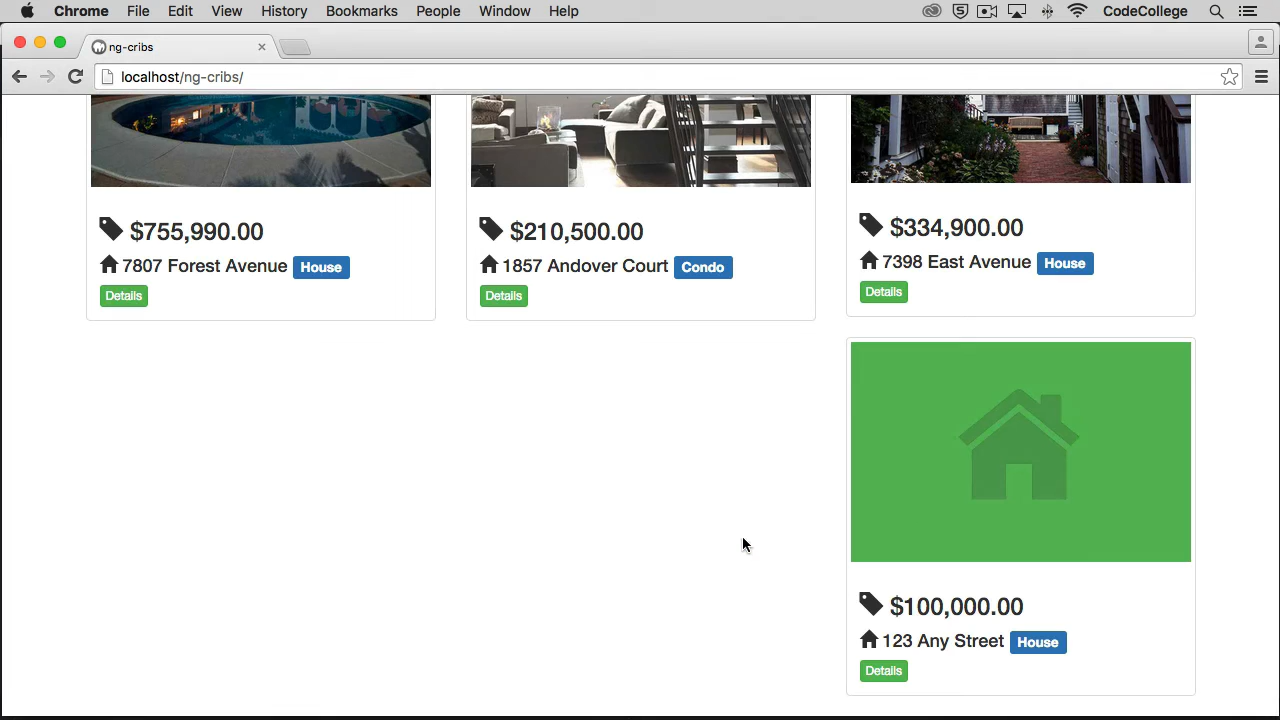 Chrome File Edit View History Bookmarks People Window Help CodeCollege
ng-cribs
localhost/ng-cribs/
$755,990.00
7807 Forest Avenue House
Details
$210,500.00
1857 Andover Court Condo
Details
$334,900.00
7398 East Avenue House
Details
$100,000.00
123 Any Street House
Details